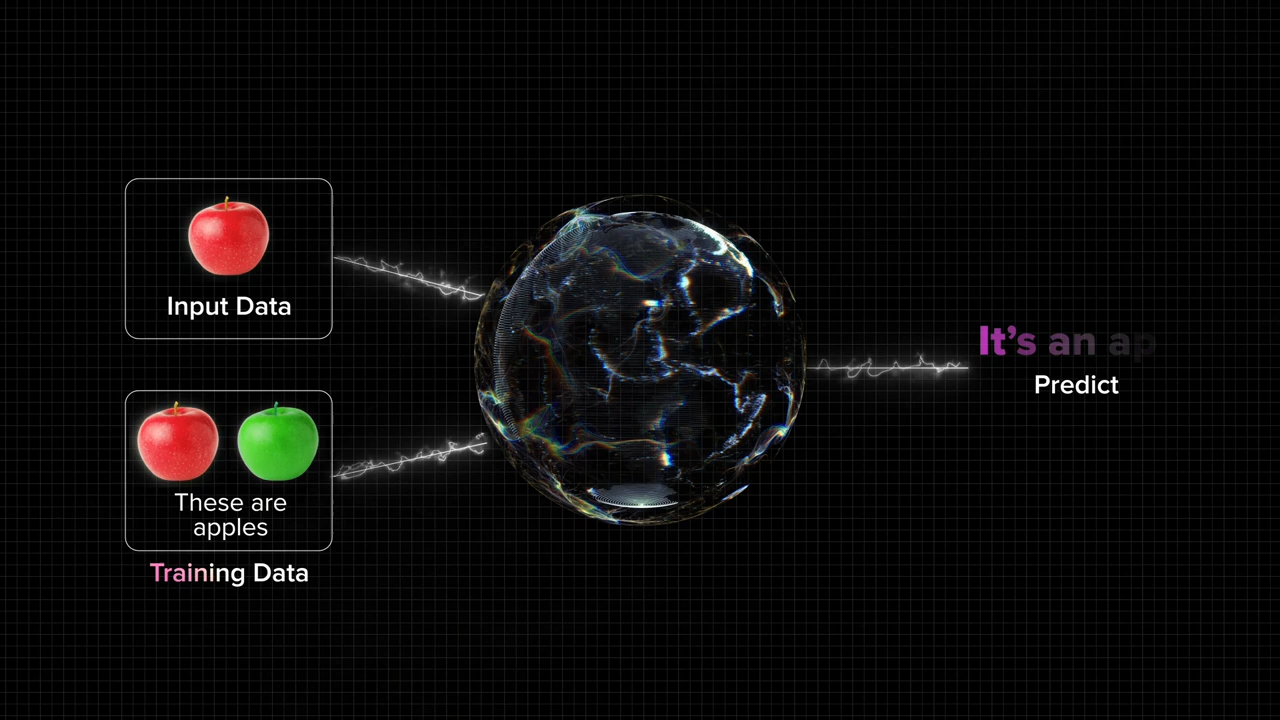 Input Data
These are
apples
Training Data
It's an ap
Predict